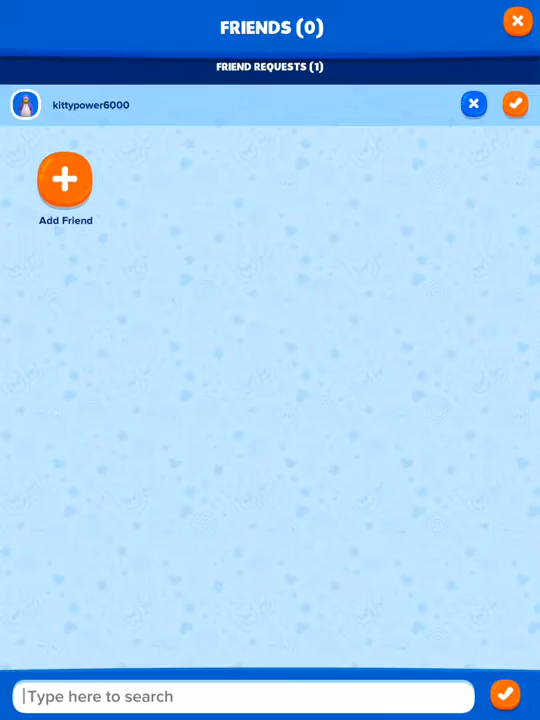 FRIENDS (0)
FRIEND REQUESTS (1)
kittypower6000
Add Friend
Type here to search